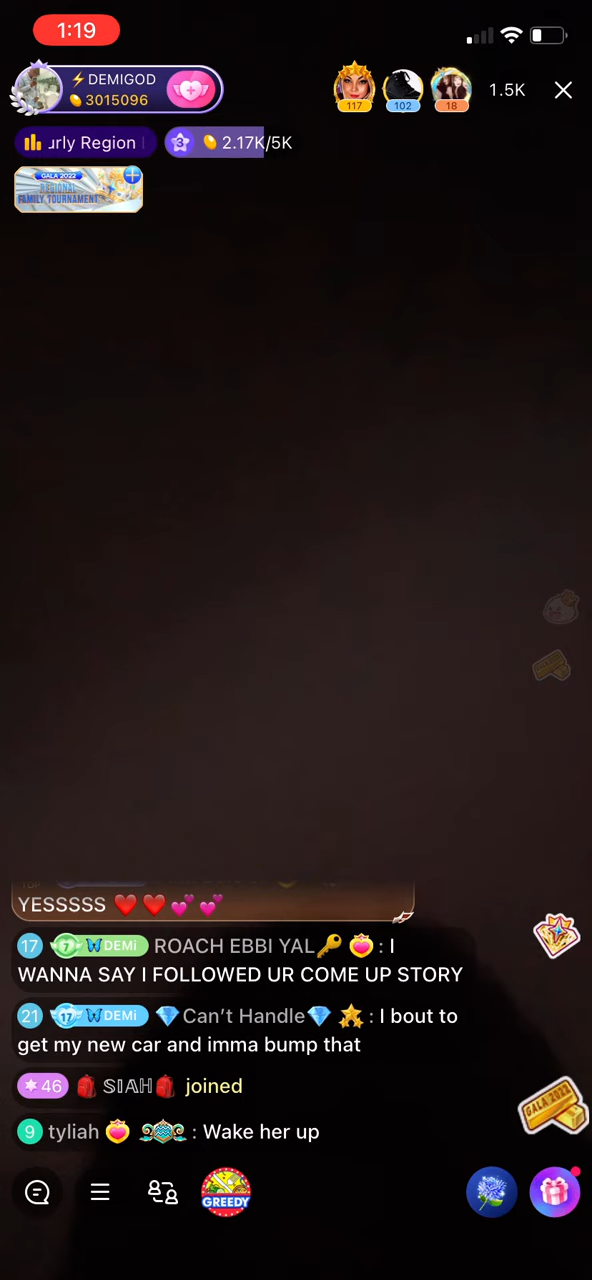 1:19
⚡DEMIGOD
3015096
117
102
18
1.5K
urly Region
3
2.17K/5K
GALA 2022
REGIONAL
FAMILY TOURNAMENT
YESSSSS ❤️ ❤️ 💕 💕
17 7 🦋DEMi ROACH EBBI YAL🔑 : I
WANNA SAY I FOLLOWED UR COME UP STORY
21 17 🦋DEMi 💎Can't Handle💎 : I bout to
get my new car and imma bump that
46 🎒 𝕊𝕀𝔸ℍ🎒 joined
9 tyliah : Wake her up
GALA 2022
GREEDY